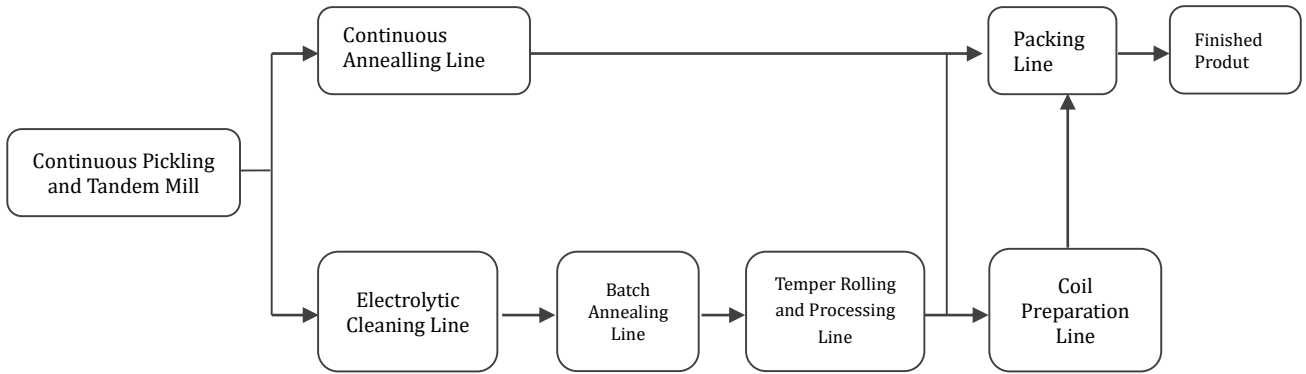 Continuous
Annealling Line
Packing
Line
Finished
Produt
Continuous Pickling
and Tandem Mill
Electrolytic
Cleaning Line
Batch
Annealing
Line
Temper Rolling
and Processing
Line
Coil
Preparation
Line